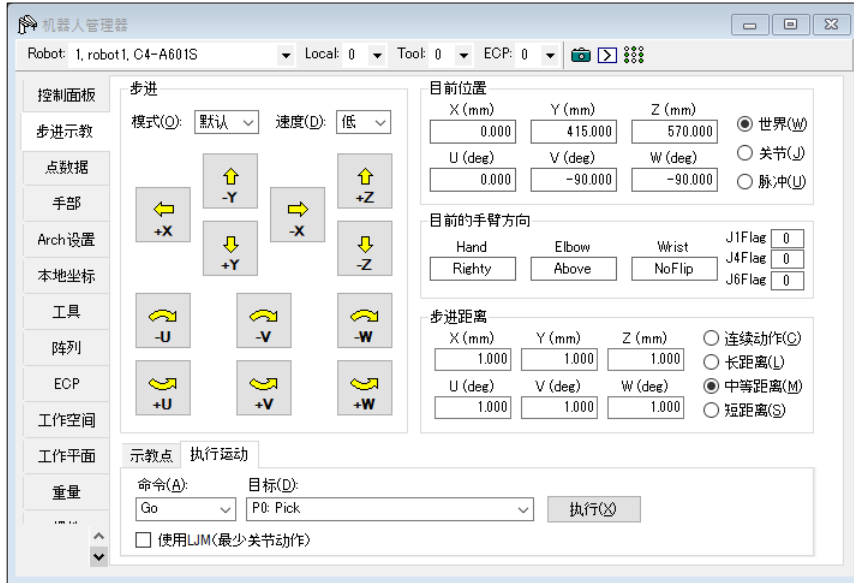 机器人管理器
Robot: 1, robot1, C4-A601S Local: 0 Tool: 0 ECP: 0
控制面板
步进示教
点数据
手部
Arch设置
本地坐标
工具
阵列
ECP
工作空间
工作平面
重量
步进
模式(O): 默认 速度(D): 低
-Y
+Z
+X
-X
+Y
-Z
-U -V -W
+U +V +W
目前位置
X (mm) Y (mm) Z (mm)
0.000 415.000 570.000
U (deg) V (deg) W (deg)
0.000 -90.000 -90.000
世界(W)
关节(J)
脉冲(U)
目前的手臂方向
Hand Elbow Wrist
Righty Above NoFlip
J1Flag 0
J4Flag 0
J6Flag 0
步进距离
X (mm) Y (mm) Z (mm)
1.000 1.000 1.000
U (deg) V (deg) W (deg)
1.000 1.000 1.000
连续动作(C)
长距离(L)
中等距离(M)
短距离(S)
示教点 执行运动
命令(A): 目标(D):
Go P0: Pick 执行(X)
使用LJM(最少关节动作)